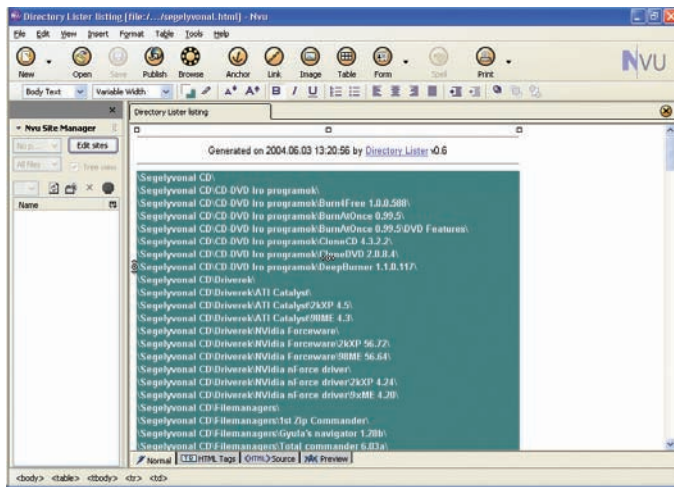 Directory Lister listing [file:/.../segelyvonal.html] - Nvu
File Edit View Insert Format Table Tools Help
New Open Save Publish Browse Anchor Link Image Table Form Spell Print
NVU
Body Text Variable Width A A B I U
Nvu Site Manager
Directory Lister listing
Edit sites
All files
Name
Generated on 2004.06.03 13:20:56 by Directory Lister v0.6
\Segelyvonal CD\
\Segelyvonal CD\CD-DVD Iro programok\
\Segelyvonal CD\CD-DVD Iro programok\Burn4Free 1.0.0.500\
\Segelyvonal CD\CD-DVD Iro programok\BurnAtOnce 0.99.5\
\Segelyvonal CD\CD-DVD Iro programok\BurnAtOnce 0.99.5\DVD Features\
\Segelyvonal CD\CD-DVD Iro programok\CloneCD 4.3.2.2\
\Segelyvonal CD\CD-DVD Iro programok\CloneDVD 2.0.8.4\
\Segelyvonal CD\CD-DVD Iro programok\DeepBurner 1.1.0.117\
\Segelyvonal CD\Driverek\
\Segelyvonal CD\Driverek\ATI Catalyst\
\Segelyvonal CD\Driverek\ATI Catalyst\2kXP 4.5\
\Segelyvonal CD\Driverek\ATI Catalyst\98ME 4.3\
\Segelyvonal CD\Driverek\NVidia Forceware\
\Segelyvonal CD\Driverek\NVidia Forceware\2kXP 56.72\
\Segelyvonal CD\Driverek\NVidia Forceware\98ME 56.64\
\Segelyvonal CD\Driverek\NVidia nForce driver\
\Segelyvonal CD\Driverek\NVidia nForce driver\2kXP 4.24\
\Segelyvonal CD\Driverek\NVidia nForce driver\9xME 4.20\
\Segelyvonal CD\Filemanagers\
\Segelyvonal CD\Filemanagers\1st Zip Commander\
\Segelyvonal CD\Filemanagers\Gyula's navigator 1.78b\
\Segelyvonal CD\Filemanagers\Total commander 6.03a\
Normal HTML Tags <HTML> Source Preview
<body> <table> <tbody> <tr> <td>